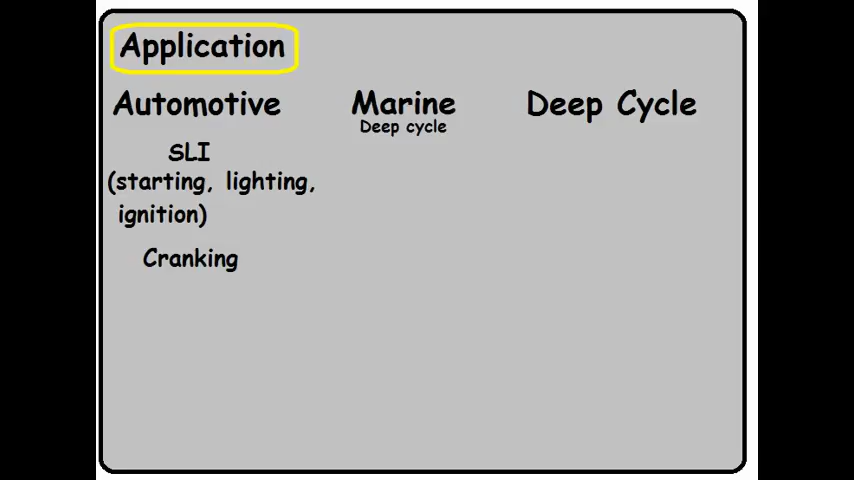 Application
Automotive Marine Deep Cycle
Deep cycle
SLI
(starting, lighting,
ignition)
Cranking